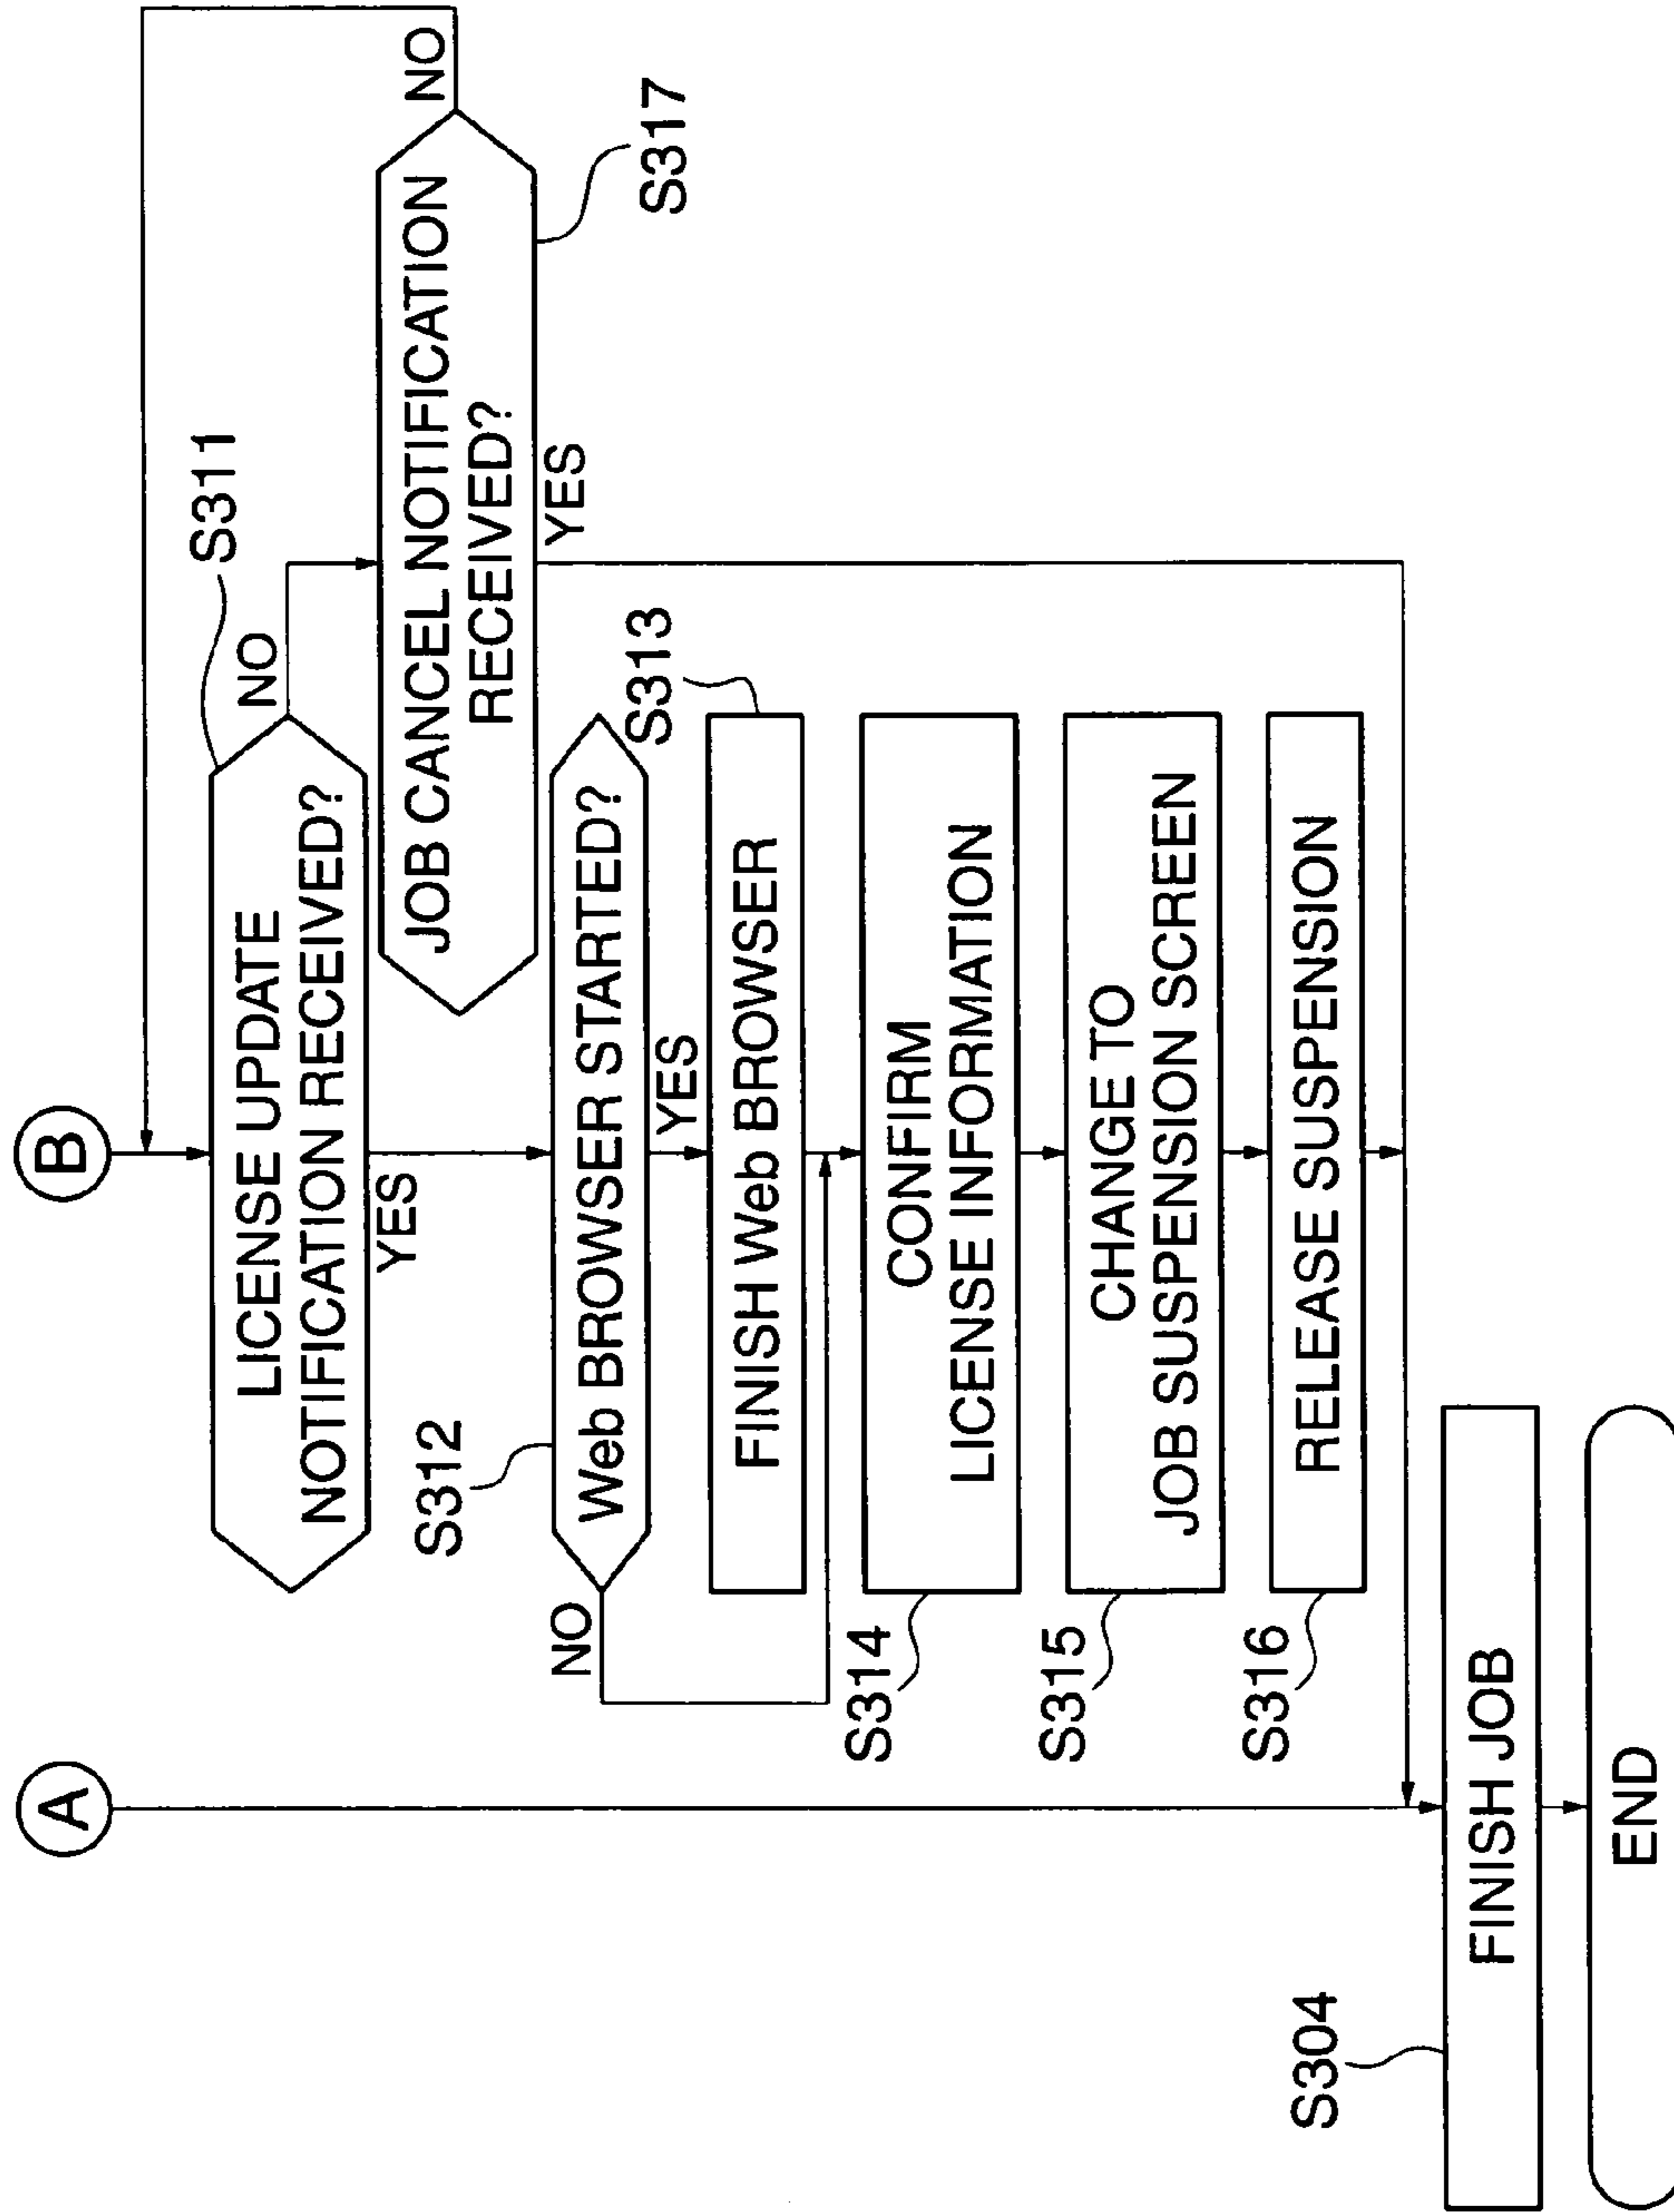 A
B
S311
LICENSE UPDATE
NOTIFICATION RECEIVED?
NO
YES
JOB CANCEL NOTIFICATION
RECEIVED?
NO
S317
YES
S312
Web BROWSER STARTED?
NO
YES
S313
FINISH Web BROWSER
S314
CONFIRM
LICENSE INFORMATION
S315
CHANGE TO
JOB SUSPENSION SCREEN
S316
RELEASE SUSPENSION
S304
FINISH JOB
END